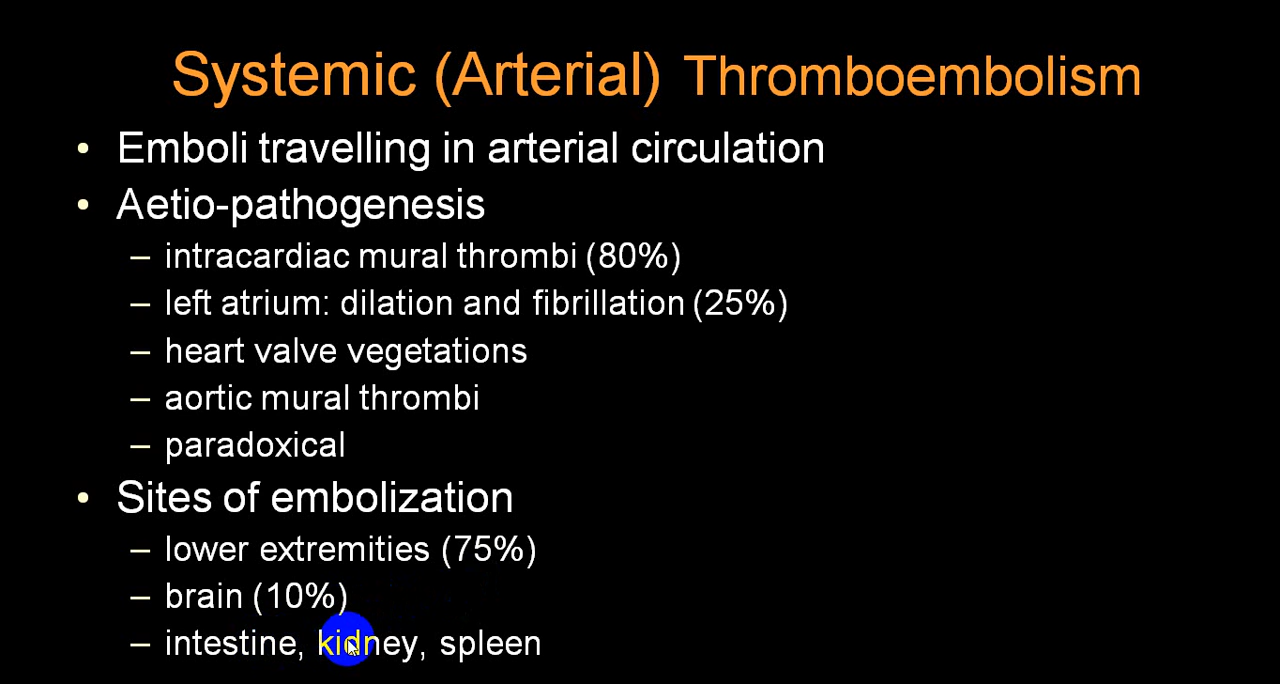 Systemic (Arterial) Thromboembolism
• Emboli travelling in arterial circulation
• Aetio-pathogenesis
– intracardiac mural thrombi (80%)
– left atrium: dilation and fibrillation (25%)
– heart valve vegetations
– aortic mural thrombi
– paradoxical
• Sites of embolization
– lower extremities (75%)
– brain (10%)
– intestine, kidney, spleen